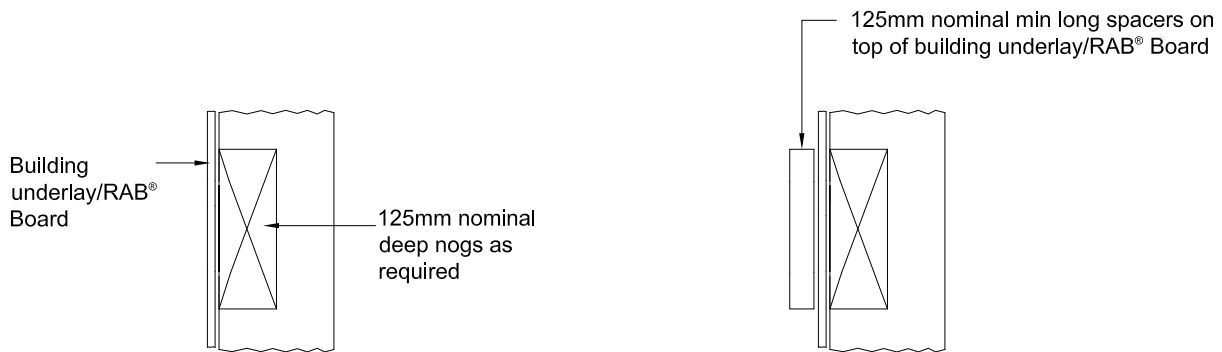 125mm nominal min long spacers on
top of building underlay/RAB® Board
Building
underlay/RAB®
Board
125mm nominal
deep nogs as
required